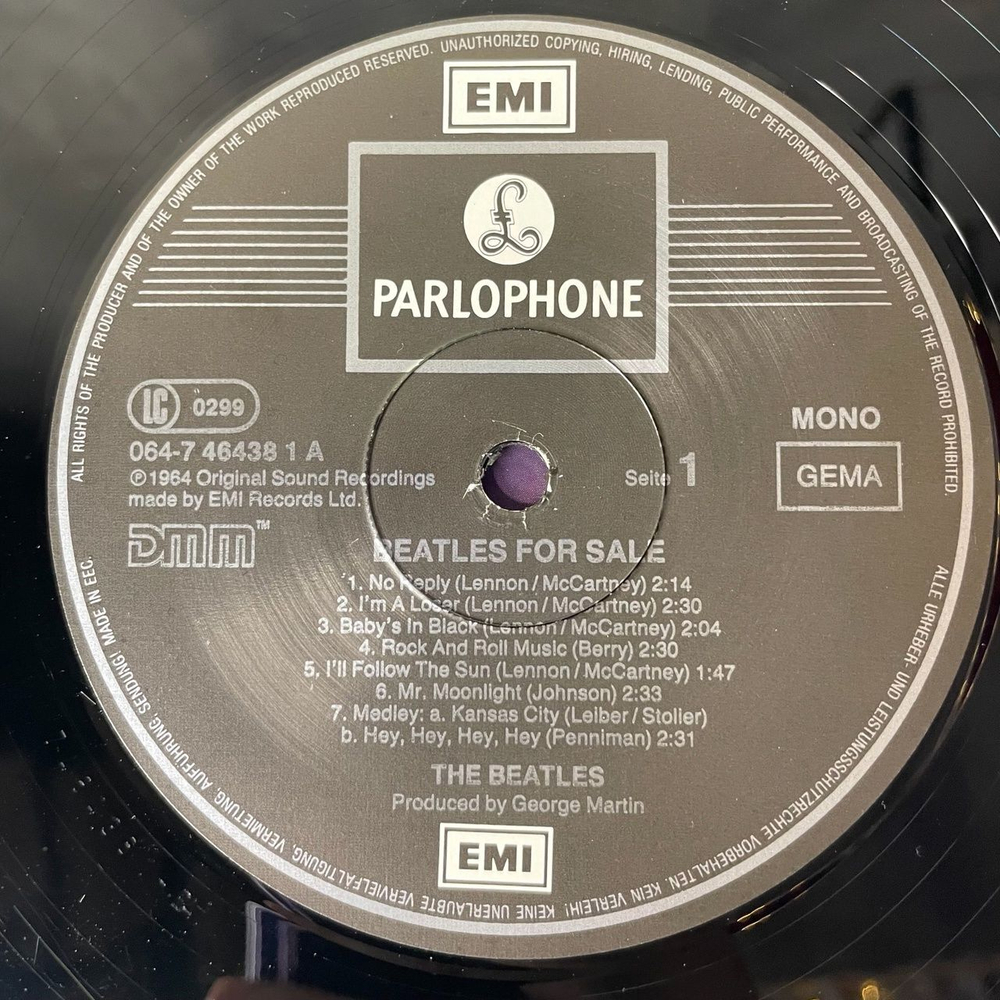 ALL RIGHTS OF THE PRODUCER AND OF THE OWNER OF THE WORK REPRODUCED RESERVED. UNAUTHORIZED COPYING, HIRING, LENDING, PUBLIC PERFORMANCE AND BROADCASTING OF THE RECORD PROHIBITED.
EMI
£
PARLOPHONE
LC 0299
MONO
064-7 46438 1 A
GEMA
℗1964 Original Sound Recordings
made by EMI Records Ltd.
Seite 1
DMM™
BEATLES FOR SALE
1. No Reply (Lennon / McCartney) 2:14
2. I'm A Loser (Lennon / McCartney) 2:30
3. Baby's In Black (Lennon / McCartney) 2:04
4. Rock And Roll Music (Berry) 2:30
5. I'll Follow The Sun (Lennon / McCartney) 1:47
6. Mr. Moonlight (Johnson) 2:33
7. Medley: a. Kansas City (Leiber / Stoller)
b. Hey, Hey, Hey, Hey (Penniman) 2:31
THE BEATLES
Produced by George Martin
EMI
ALLE URHEBER- UND LEISTUNGSSCHUTZRECHTE VORBEHALTEN. KEIN VERLEIH! KEINE UNERLAUBTE VERVIELFÄLTIGUNG, VERMIETUNG, AUFFÜHRUNG, SENDUNG! MADE IN EEC.